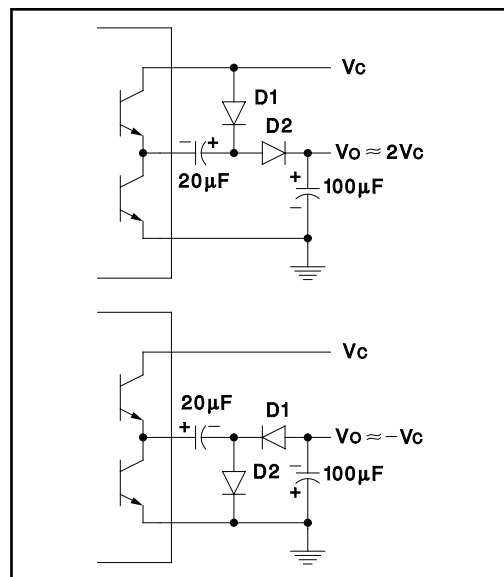 VC
D1
D2
− +
20µF
VO ≈ 2VC
+
100µF
−
VC
20µF
D1
+ −
VO ≈ −VC
D2
−
100µF
+